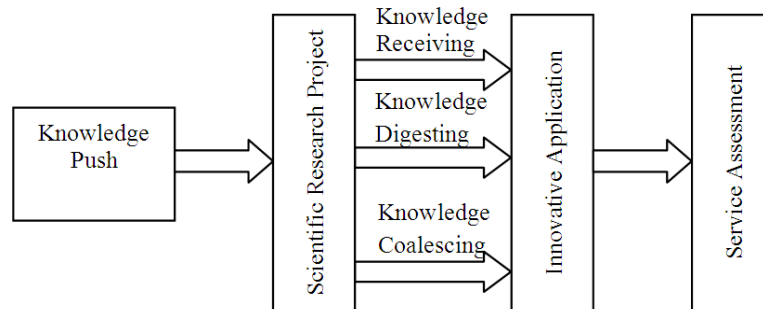 Knowledge
Push
Scientific Research Project
Knowledge
Receiving
Knowledge
Digesting
Knowledge
Coalescing
Innovative Application
Service Assessment